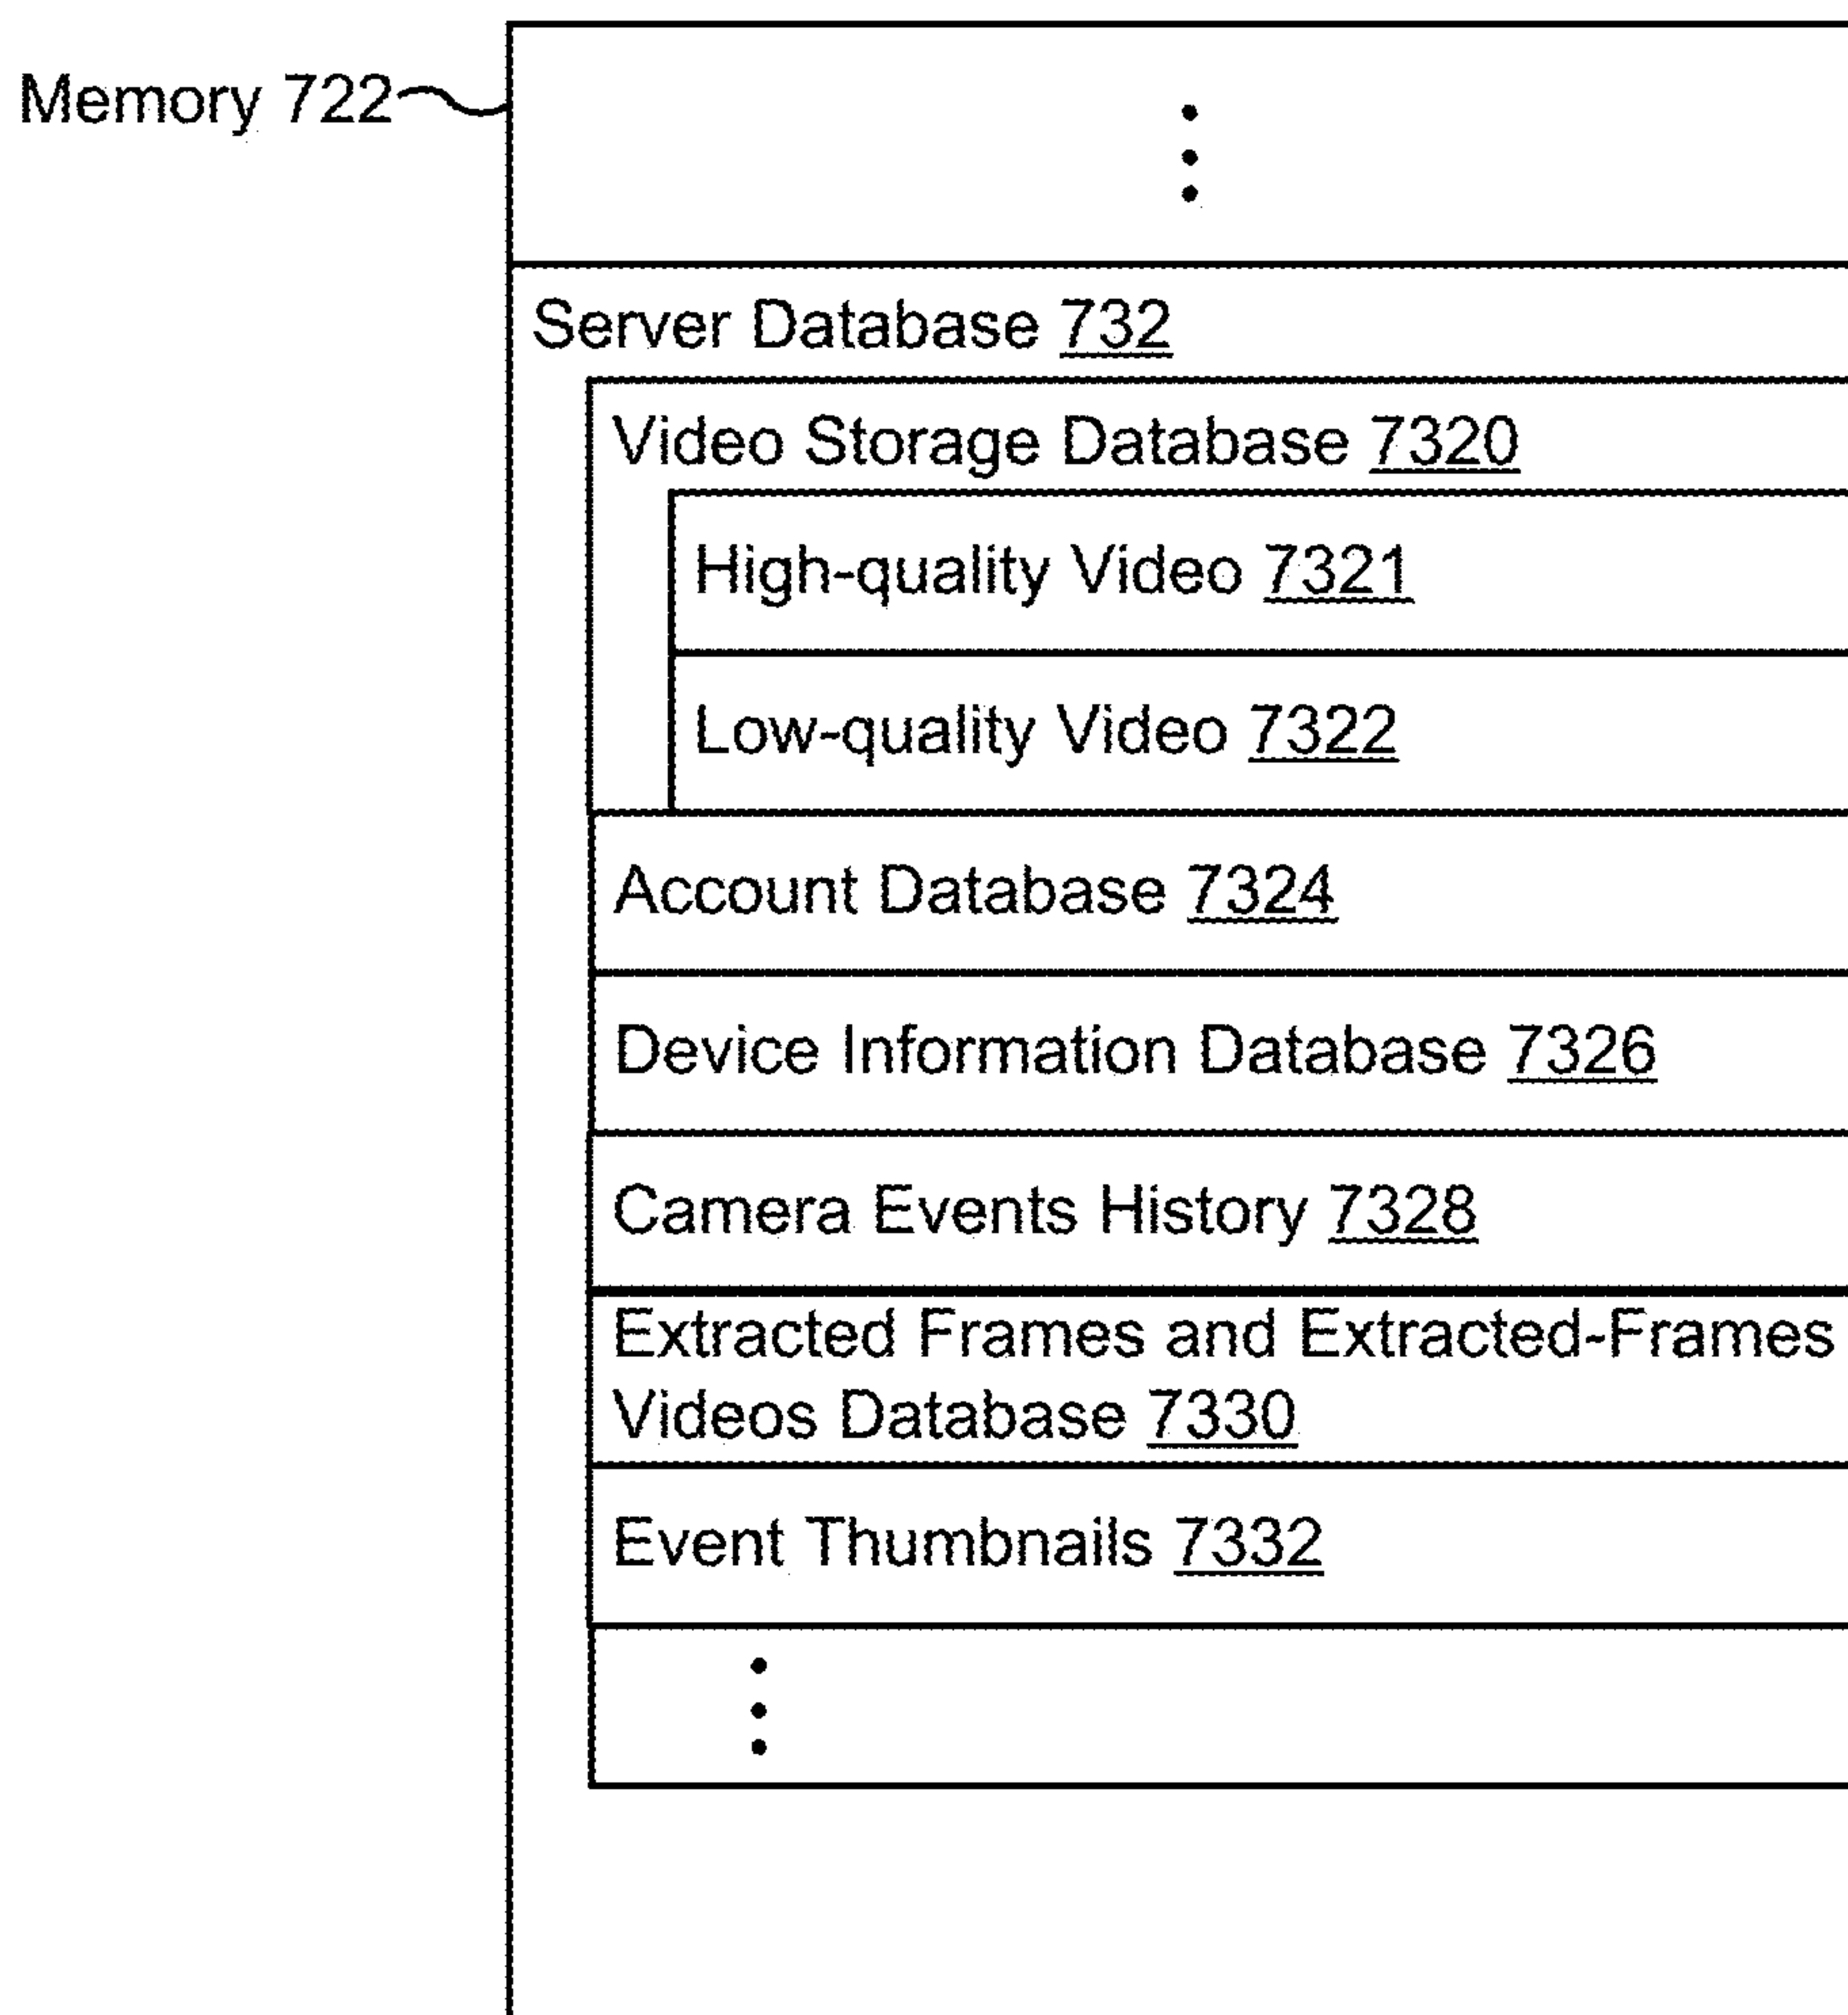 Memory 722
Server Database 732
Video Storage Database 7320
High-quality Video 7321
Low-quality Video 7322
Account Database 7324
Device Information Database 7326
Camera Events History 7328
Extracted Frames and Extracted-Frames
Videos Database 7330
Event Thumbnails 7332